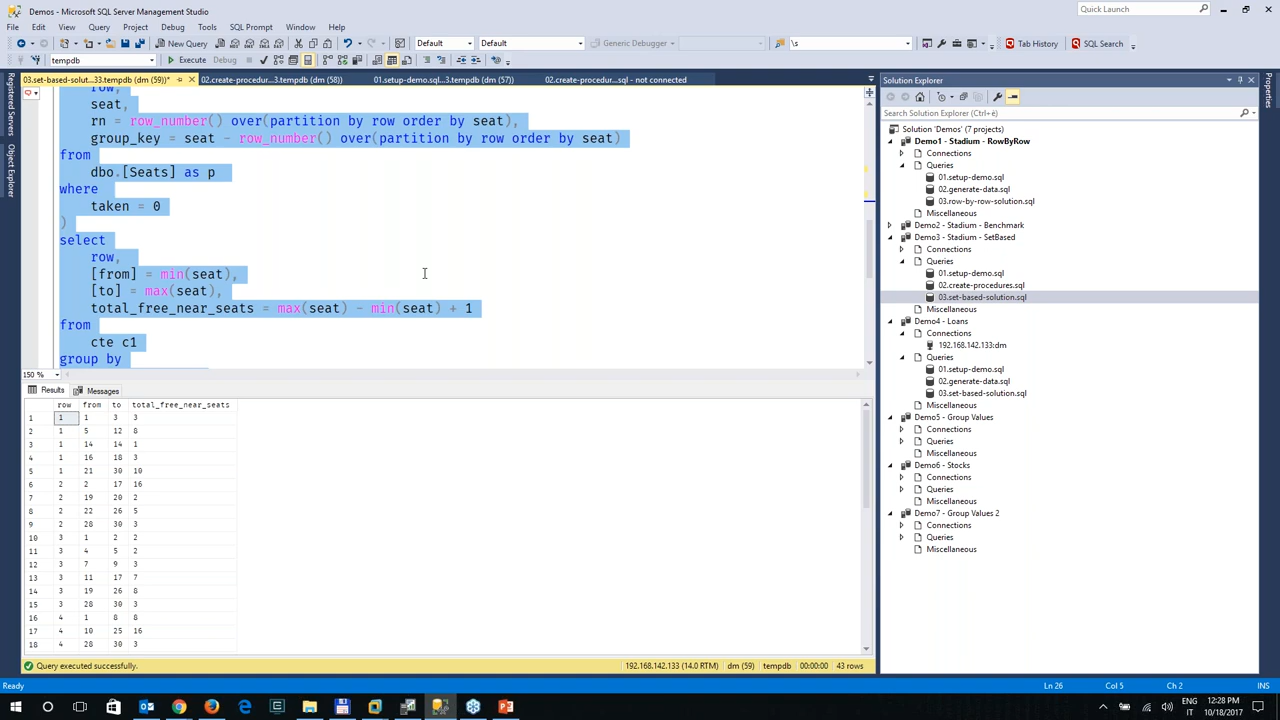 Demos - Microsoft SQL Server Management Studio
Quick Launch
File Edit View Query Project Debug Tools SQL Prompt Window Help
New Query Default Default Generic Debugger \s Tab History SQL Search
tempdb Execute Debug
03.set-based-solut...33.tempdb (dm (59))* 02.create-procedur...3.tempdb (dm (58)) 01.setup-demo.sql...3.tempdb (dm (57)) 02.create-procedur...sql - not connected
Registered Servers
Object Explorer
row,
seat,
rn = row_number() over(partition by row order by seat),
group_key = seat - row_number() over(partition by row order by seat)
from
dbo.[Seats] as p
where
taken = 0
)
select
row,
[from] = min(seat),
[to] = max(seat),
total_free_near_seats = max(seat) - min(seat) + 1
from
cte c1
group by
150 %
Results Messages
row from to total_free_near_seats
1 1 1 3 3
2 1 5 12 8
3 1 14 14 1
4 1 16 18 3
5 1 21 30 10
6 2 2 17 16
7 2 19 20 2
8 2 22 26 5
9 2 28 30 3
10 3 1 2 2
11 3 4 5 2
12 3 7 9 3
13 3 11 17 7
14 3 19 26 8
15 3 28 30 3
16 4 1 8 8
17 4 10 25 16
18 4 28 30 3
Query executed successfully. 192.168.142.133 (14.0 RTM) dm (59) tempdb 00:00:00 43 rows
Solution Explorer
Search Solution Explorer (Ctrl+è)
Solution 'Demos' (7 projects)
Demo1 - Stadium - RowByRow
Connections
Queries
01.setup-demo.sql
02.generate-data.sql
03.row-by-row-solution.sql
Miscellaneous
Demo2 - Stadium - Benchmark
Demo3 - Stadium - SetBased
Connections
Queries
01.setup-demo.sql
02.create-procedures.sql
03.set-based-solution.sql
Miscellaneous
Demo4 - Loans
Connections
192.168.142.133:dm
Queries
01.setup-demo.sql
02.generate-data.sql
03.set-based-solution.sql
Miscellaneous
Demo5 - Group Values
Connections
Queries
Miscellaneous
Demo6 - Stocks
Connections
Queries
Miscellaneous
Demo7 - Group Values 2
Connections
Queries
Miscellaneous
Properties
Ready Ln 26 Col 5 Ch 2 INS
ENG 12:28 PM
IT 10/18/2017